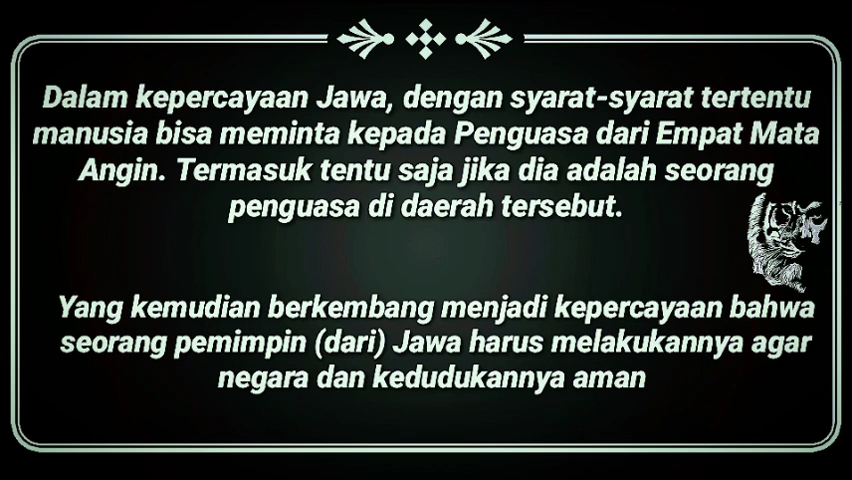 Dalam kepercayaan Jawa, dengan syarat-syarat tertentu
manusia bisa meminta kepada Penguasa dari Empat Mata
Angin. Termasuk tentu saja jika dia adalah seorang
penguasa di daerah tersebut.
Yang kemudian berkembang menjadi kepercayaan bahwa
seorang pemimpin (dari) Jawa harus melakukannya agar
negara dan kedudukannya aman